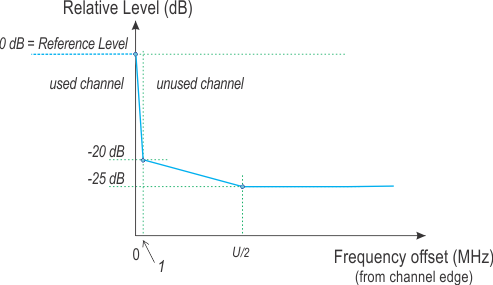 Relative Level (dB)
0 dB = Reference Level
used channel
unused channel
-20 dB
-25 dB
0
1
U/2
Frequency offset (MHz)
(from channel edge)